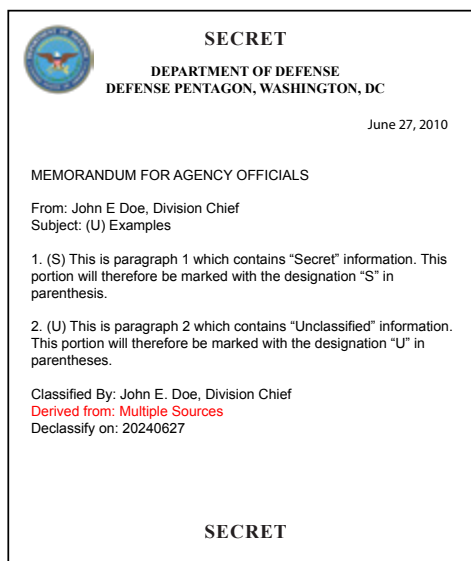 SECRET
DEPARTMENT OF DEFENSE
DEFENSE PENTAGON, WASHINGTON, DC
June 27, 2010
MEMORANDUM FOR AGENCY OFFICIALS
From: John E Doe, Division Chief
Subject: (U) Examples
1. (S) This is paragraph 1 which contains “Secret” information. This
portion will therefore be marked with the designation “S” in
parenthesis.
2. (U) This is paragraph 2 which contains “Unclassified” information.
This portion will therefore be marked with the designation “U” in
parentheses.
Classified By: John E. Doe, Division Chief
Derived from: Multiple Sources
Declassify on: 20240627
SECRET